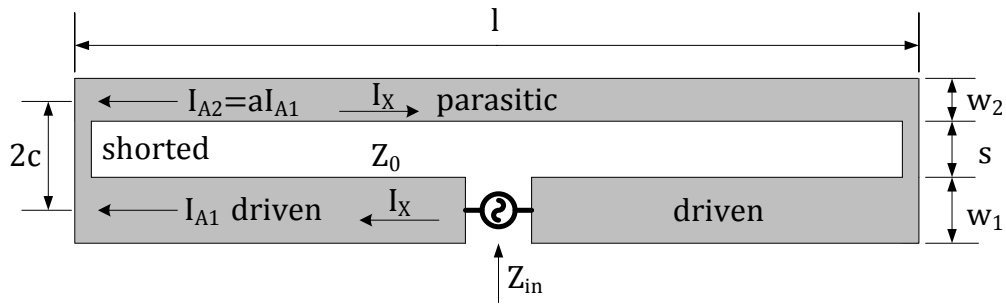 l
I_A2=aI_A1
I_X
parasitic
w_2
2c
shorted
Z_0
s
I_A1 driven
I_X
driven
w_1
Z_in